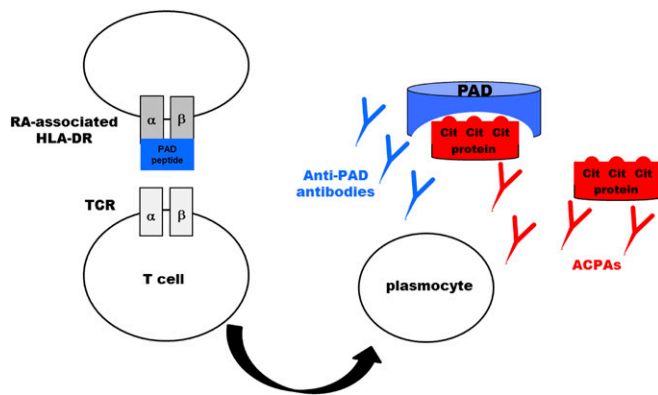 α β
RA-associated
HLA-DR
PAD
peptide
TCR
α β
T cell
PAD
Cit Cit Cit
protein
Anti-PAD
antibodies
Cit Cit Cit
protein
ACPAs
plasmocyte